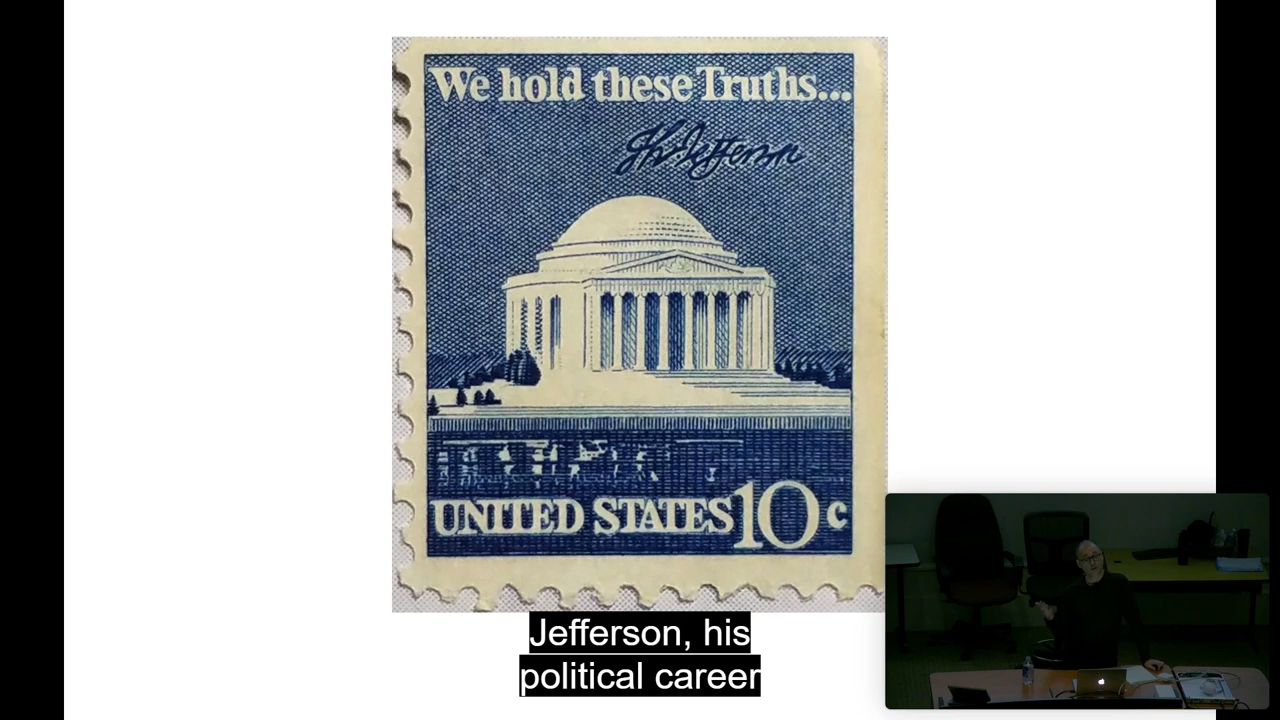 We hold these Truths...
Th. Jefferson
UNITED STATES 10c
Jefferson, his
political career